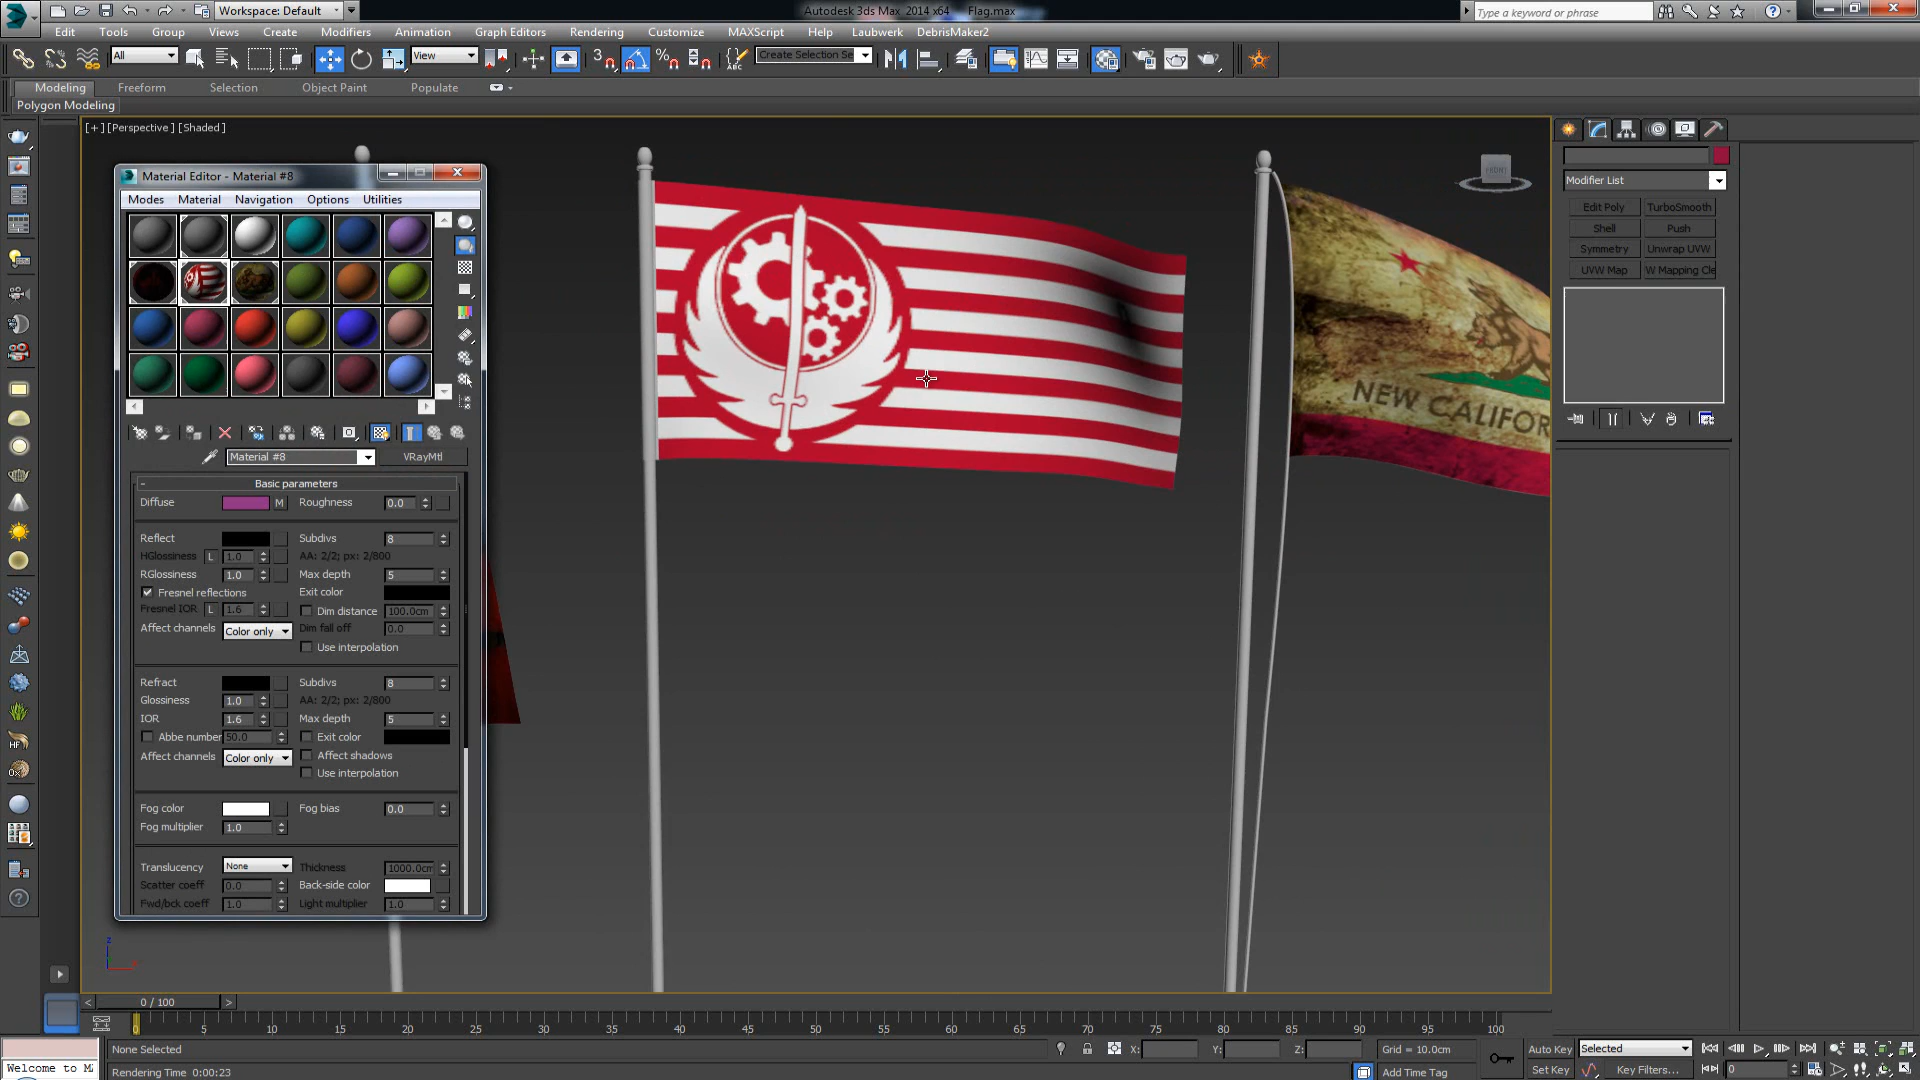 Workspace: Default
Autodesk 3ds Max 2014 x64 Flag.max
Type a keyword or phrase
Edit Tools Group Views Create Modifiers Animation Graph Editors Rendering Customize MAXScript Help Laubwerk DebrisMaker2
All View 3 Create Selection Se
Modeling Freeform Selection Object Paint Populate
Polygon Modeling
[+] [Perspective] [Shaded]
FRONT
Material Editor - Material #8
Modes Material Navigation Options Utilities
Material #8 VRayMtl
- Basic parameters
Diffuse M Roughness 0.0
Reflect Subdivs 8
HGlossiness L 1.0 AA: 2/2; px: 2/800
RGlossiness 1.0 Max depth 5
Fresnel reflections Exit color
Fresnel IOR L 1.6 Dim distance 100.0cm
Affect channels Color only Dim fall off 0.0
Use interpolation
Refract Subdivs 8
Glossiness 1.0 AA: 2/2; px: 2/800
IOR 1.6 Max depth 5
Abbe number 50.0 Exit color
Affect channels Color only Affect shadows
Use interpolation
Fog color Fog bias 0.0
Fog multiplier 1.0
Translucency None Thickness 1000.0cm
Scatter coeff 0.0 Back-side color
Fwd/bck coeff 1.0 Light multiplier 1.0
NEW CALIFOR
Modifier List
Edit Poly TurboSmooth
Shell Push
Symmetry Unwrap UVW
UVW Map W Mapping Cle
z
0 / 100
0 5 10 15 20 25 30 35 40 45 50 55 60 65 70 75 80 85 90 95 100
None Selected X: Y: Z: Grid = 10.0cm Auto Key Selected
Welcome to MA Rendering Time 0:00:23 Add Time Tag Set Key Key Filters... 0